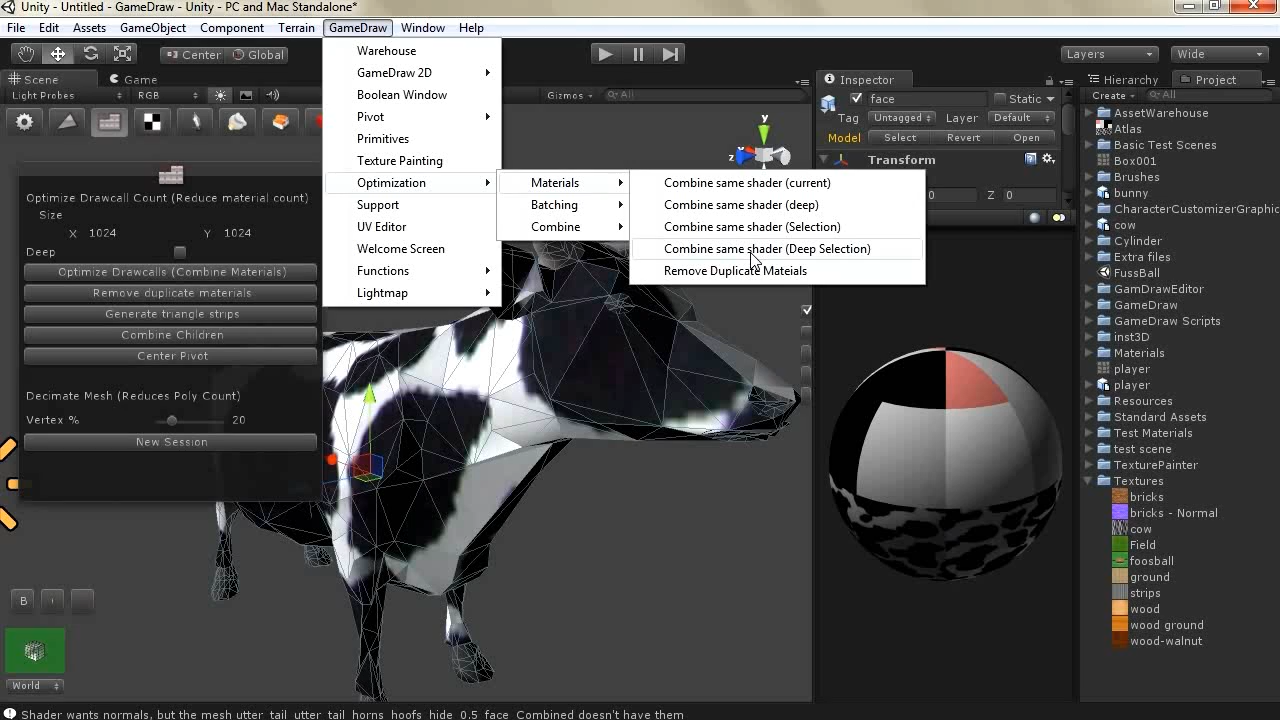 Unity - Untitled - GameDraw - Unity - PC and Mac Standalone*
File Edit Assets GameObject Component Terrain GameDraw Window Help
Center Global
Layers Wide
Scene Game
Light Probes RGB Gizmos All
Warehouse
GameDraw 2D
Boolean Window
Pivot
Primitives
Texture Painting
Optimization
Support
UV Editor
Welcome Screen
Functions
Lightmap
Materials
Batching
Combine
Combine same shader (current)
Combine same shader (deep)
Combine same shader (Selection)
Combine same shader (Deep Selection)
Remove Duplicate Mateials
Optimize Drawcall Count (Reduce material count)
Size
X 1024 Y 1024
Deep
Optimize Drawcalls (Combine Materials)
Remove duplicate materials
Generate triangle strips
Combine Children
Center Pivot
Decimate Mesh (Reduces Poly Count)
Vertex % 20
New Session
B
World
y
z
Inspector
face Static
Tag Untagged Layer Default
Model Select Revert Open
Transform
0 Z 0
Hierarchy Project
Create All
AssetWarehouse
Atlas
Basic Test Scenes
Box001
Brushes
bunny
CharacterCustomizerGraphic
cow
Cylinder
Extra files
FussBall
GamDrawEditor
GameDraw
GameDraw Scripts
inst3D
Materials
player
player
Resources
Standard Assets
Test Materials
test scene
TexturePainter
Textures
bricks
bricks - Normal
cow
Field
foosball
ground
strips
wood
wood ground
wood-walnut
Shader wants normals, but the mesh utter_tail_utter_tail_horns_hoofs_hide_0.5_face_Combined doesn't have them